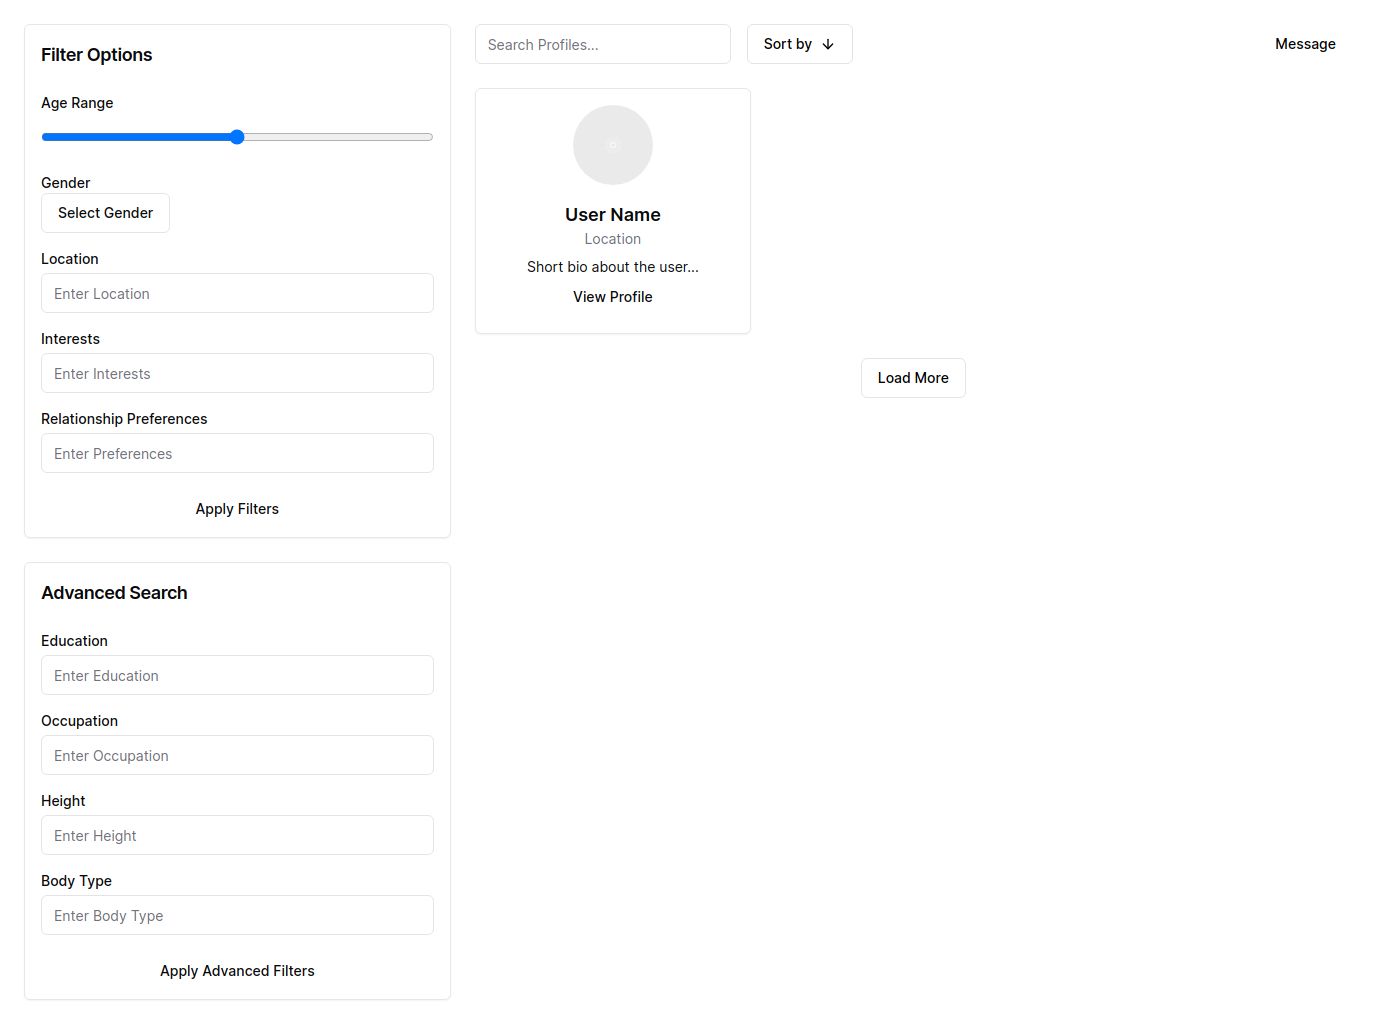 Filter Options
Age Range
Gender
Select Gender
Location
Enter Location
Interests
Enter Interests
Relationship Preferences
Enter Preferences
Apply Filters
Advanced Search
Education
Enter Education
Occupation
Enter Occupation
Height
Enter Height
Body Type
Enter Body Type
Apply Advanced Filters
Search Profiles...
Sort by
Message
User Name
Location
Short bio about the user...
View Profile
Load More